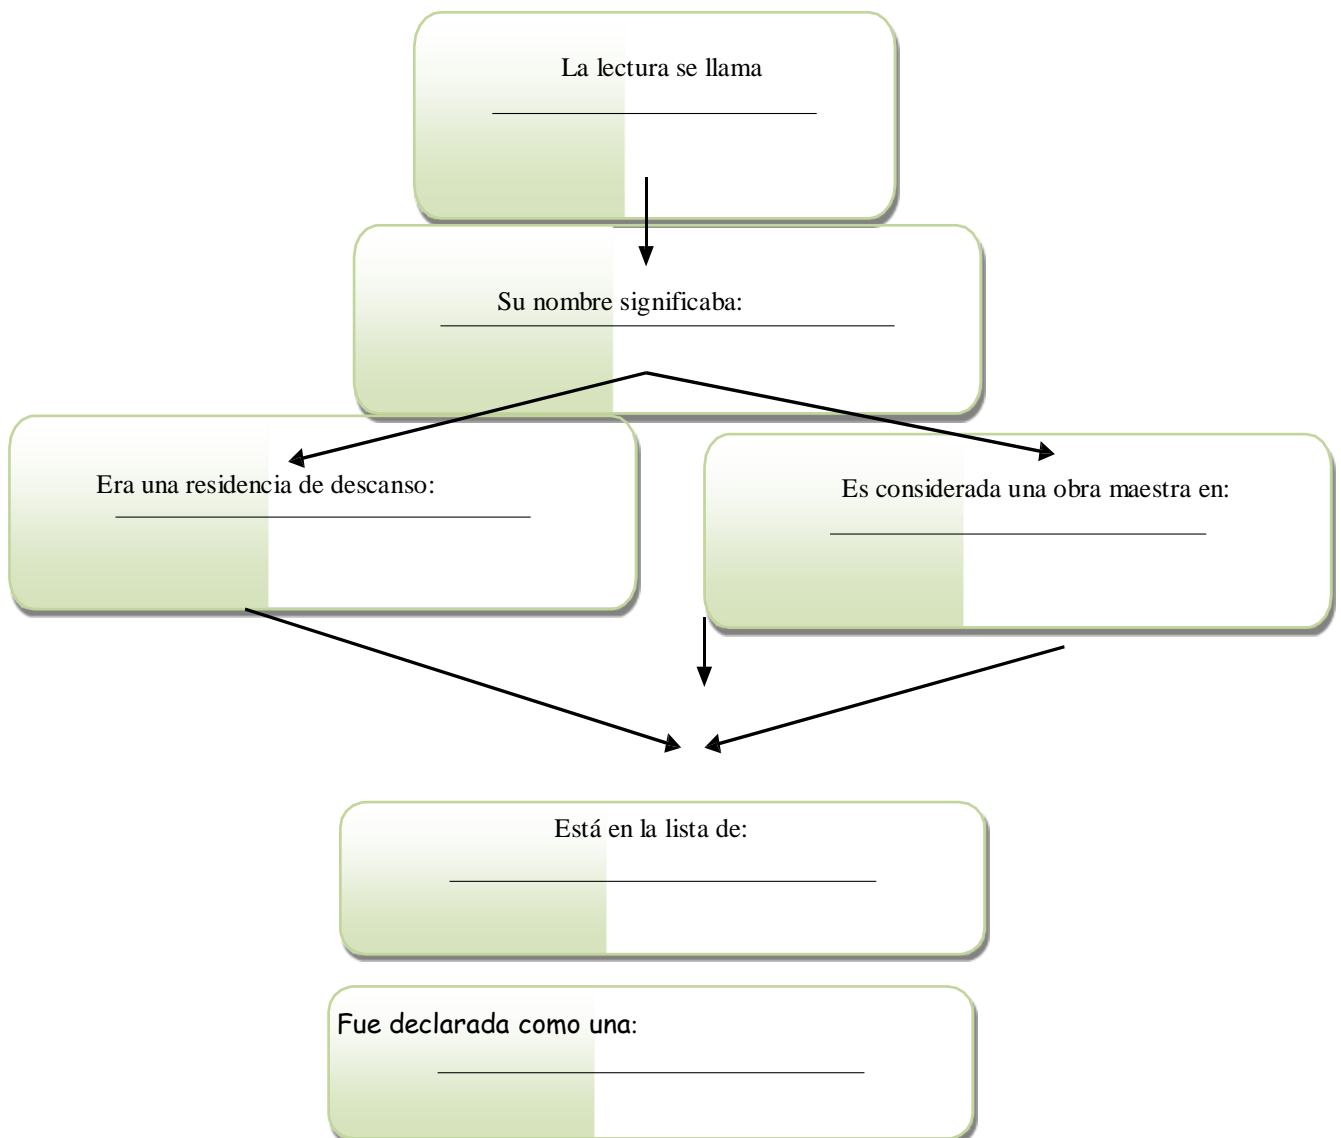 La lectura se llama
Su nombre significaba:
Era una residencia de descanso:
Es considerada una obra maestra en:
Está en la lista de:
Fue declarada como una: